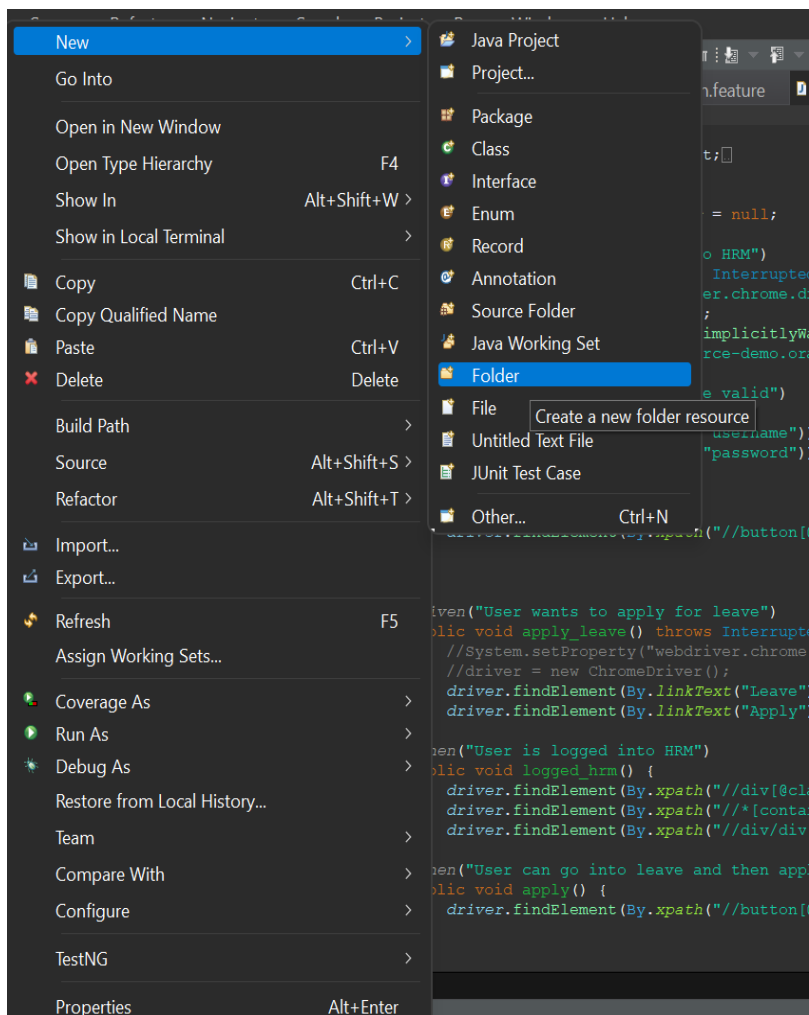 New
Go Into
Open in New Window
Open Type Hierarchy F4
Show In Alt+Shift+W
Show in Local Terminal
Copy Ctrl+C
Copy Qualified Name
Paste Ctrl+V
Delete Delete
Build Path
Source Alt+Shift+S
Refactor Alt+Shift+T
Import...
Export...
Refresh F5
Assign Working Sets...
Coverage As
Run As
Debug As
Restore from Local History...
Team
Compare With
Configure
TestNG
Properties Alt+Enter
Java Project
Project...
Package
Class
Interface
Enum
Record
Annotation
Source Folder
Java Working Set
Folder
File
Create a new folder resource
Untitled Text File
JUnit Test Case
Other... Ctrl+N
n.feature
t;
= null;
o HRM")
Interrupte
er.chrome.d
;
implicitlyWa
rce-demo.ora
e valid")
username"))
"password"))
driver.findElement(By.xpath("//button[
iven("User wants to apply for leave")
blic void apply_leave() throws Interrupte
//System.setProperty("webdriver.chrome
//driver = new ChromeDriver();
driver.findElement(By.linkText("Leave")
driver.findElement(By.linkText("Apply")
hen("User is logged into HRM")
blic void logged_hrm() {
driver.findElement(By.xpath("//div[@cla
driver.findElement(By.xpath("//*[contai
driver.findElement(By.xpath("//div/div
hen("User can go into leave and then appl
blic void apply() {
driver.findElement(By.xpath("//button[